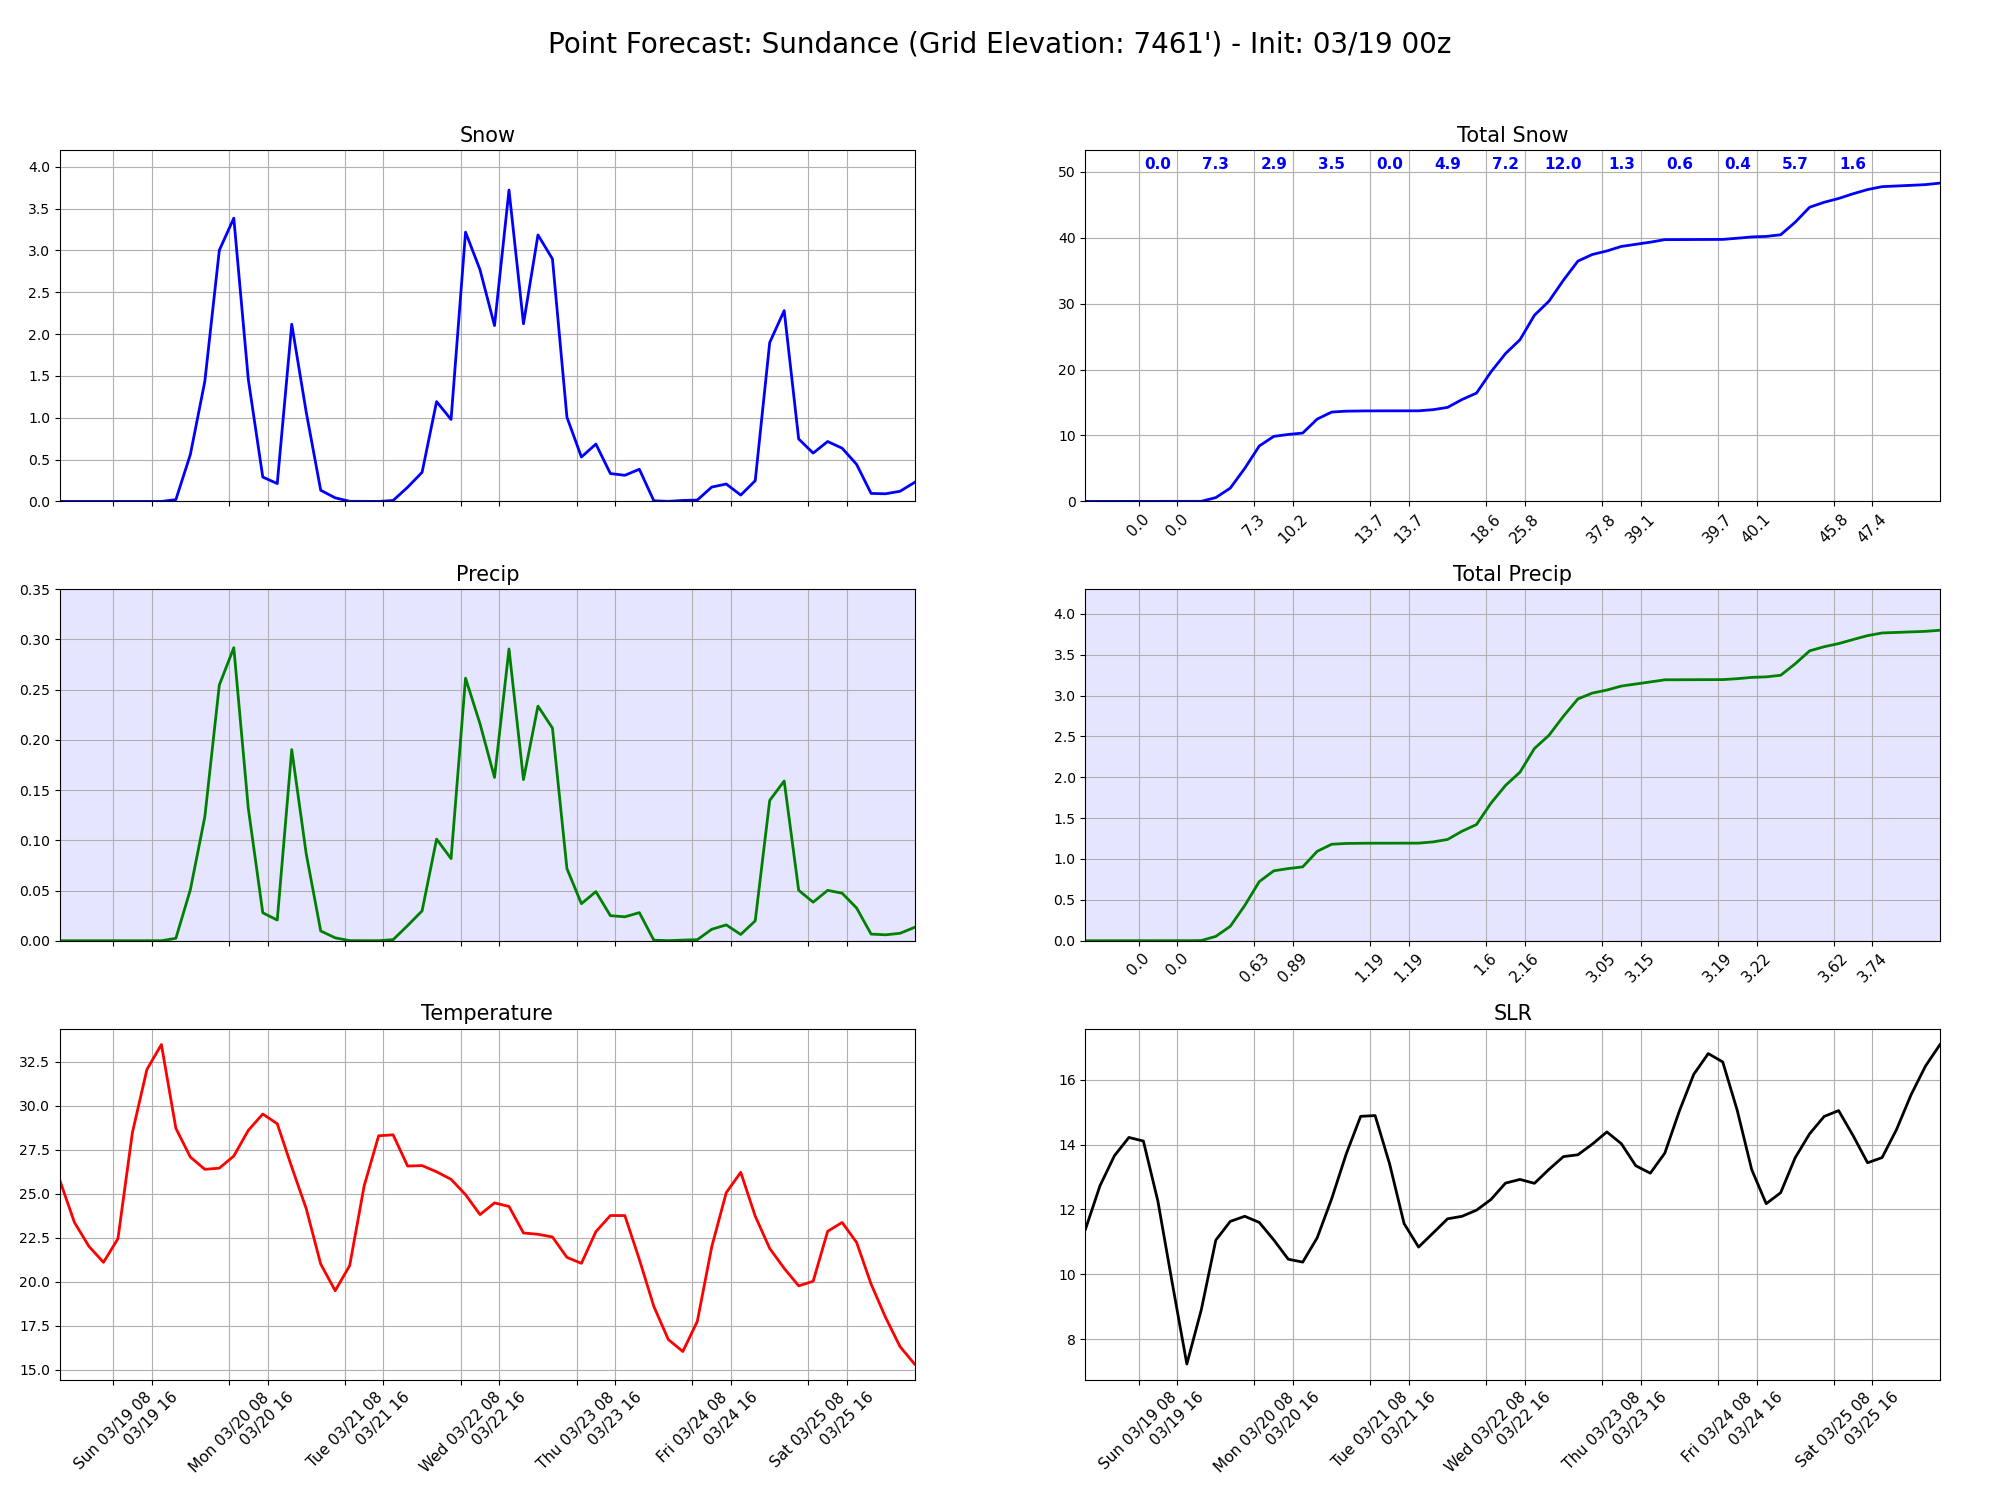 Point Forecast: Sundance (Grid Elevation: 7461') - Init: 03/19 00z
Snow
4.0
3.5
3.0
2.5
2.0
1.5
1.0
0.5
0.0
Total Snow
0.0 7.3 2.9 3.5 0.0 4.9 7.2 12.0 1.3 0.6 0.4 5.7 1.6
50
40
30
20
10
0
0.0 0.0 7.3 10.2 13.7 13.7 18.6 25.8 37.8 39.1 39.7 40.1 45.8 47.4
Precip
0.35
0.30
0.25
0.20
0.15
0.10
0.05
0.00
Total Precip
4.0
3.5
3.0
2.5
2.0
1.5
1.0
0.5
0.0
0.0 0.0 0.63 0.89 1.19 1.19 1.6 2.16 3.05 3.15 3.19 3.22 3.62 3.74
Temperature
32.5
30.0
27.5
25.0
22.5
20.0
17.5
15.0
Sun 03/19 08
03/19 16
Mon 03/20 08
03/20 16
Tue 03/21 08
03/21 16
Wed 03/22 08
03/22 16
Thu 03/23 08
03/23 16
Fri 03/24 08
03/24 16
Sat 03/25 08
03/25 16
SLR
16
14
12
10
8
Sun 03/19 08
03/19 16
Mon 03/20 08
03/20 16
Tue 03/21 08
03/21 16
Wed 03/22 08
03/22 16
Thu 03/23 08
03/23 16
Fri 03/24 08
03/24 16
Sat 03/25 08
03/25 16